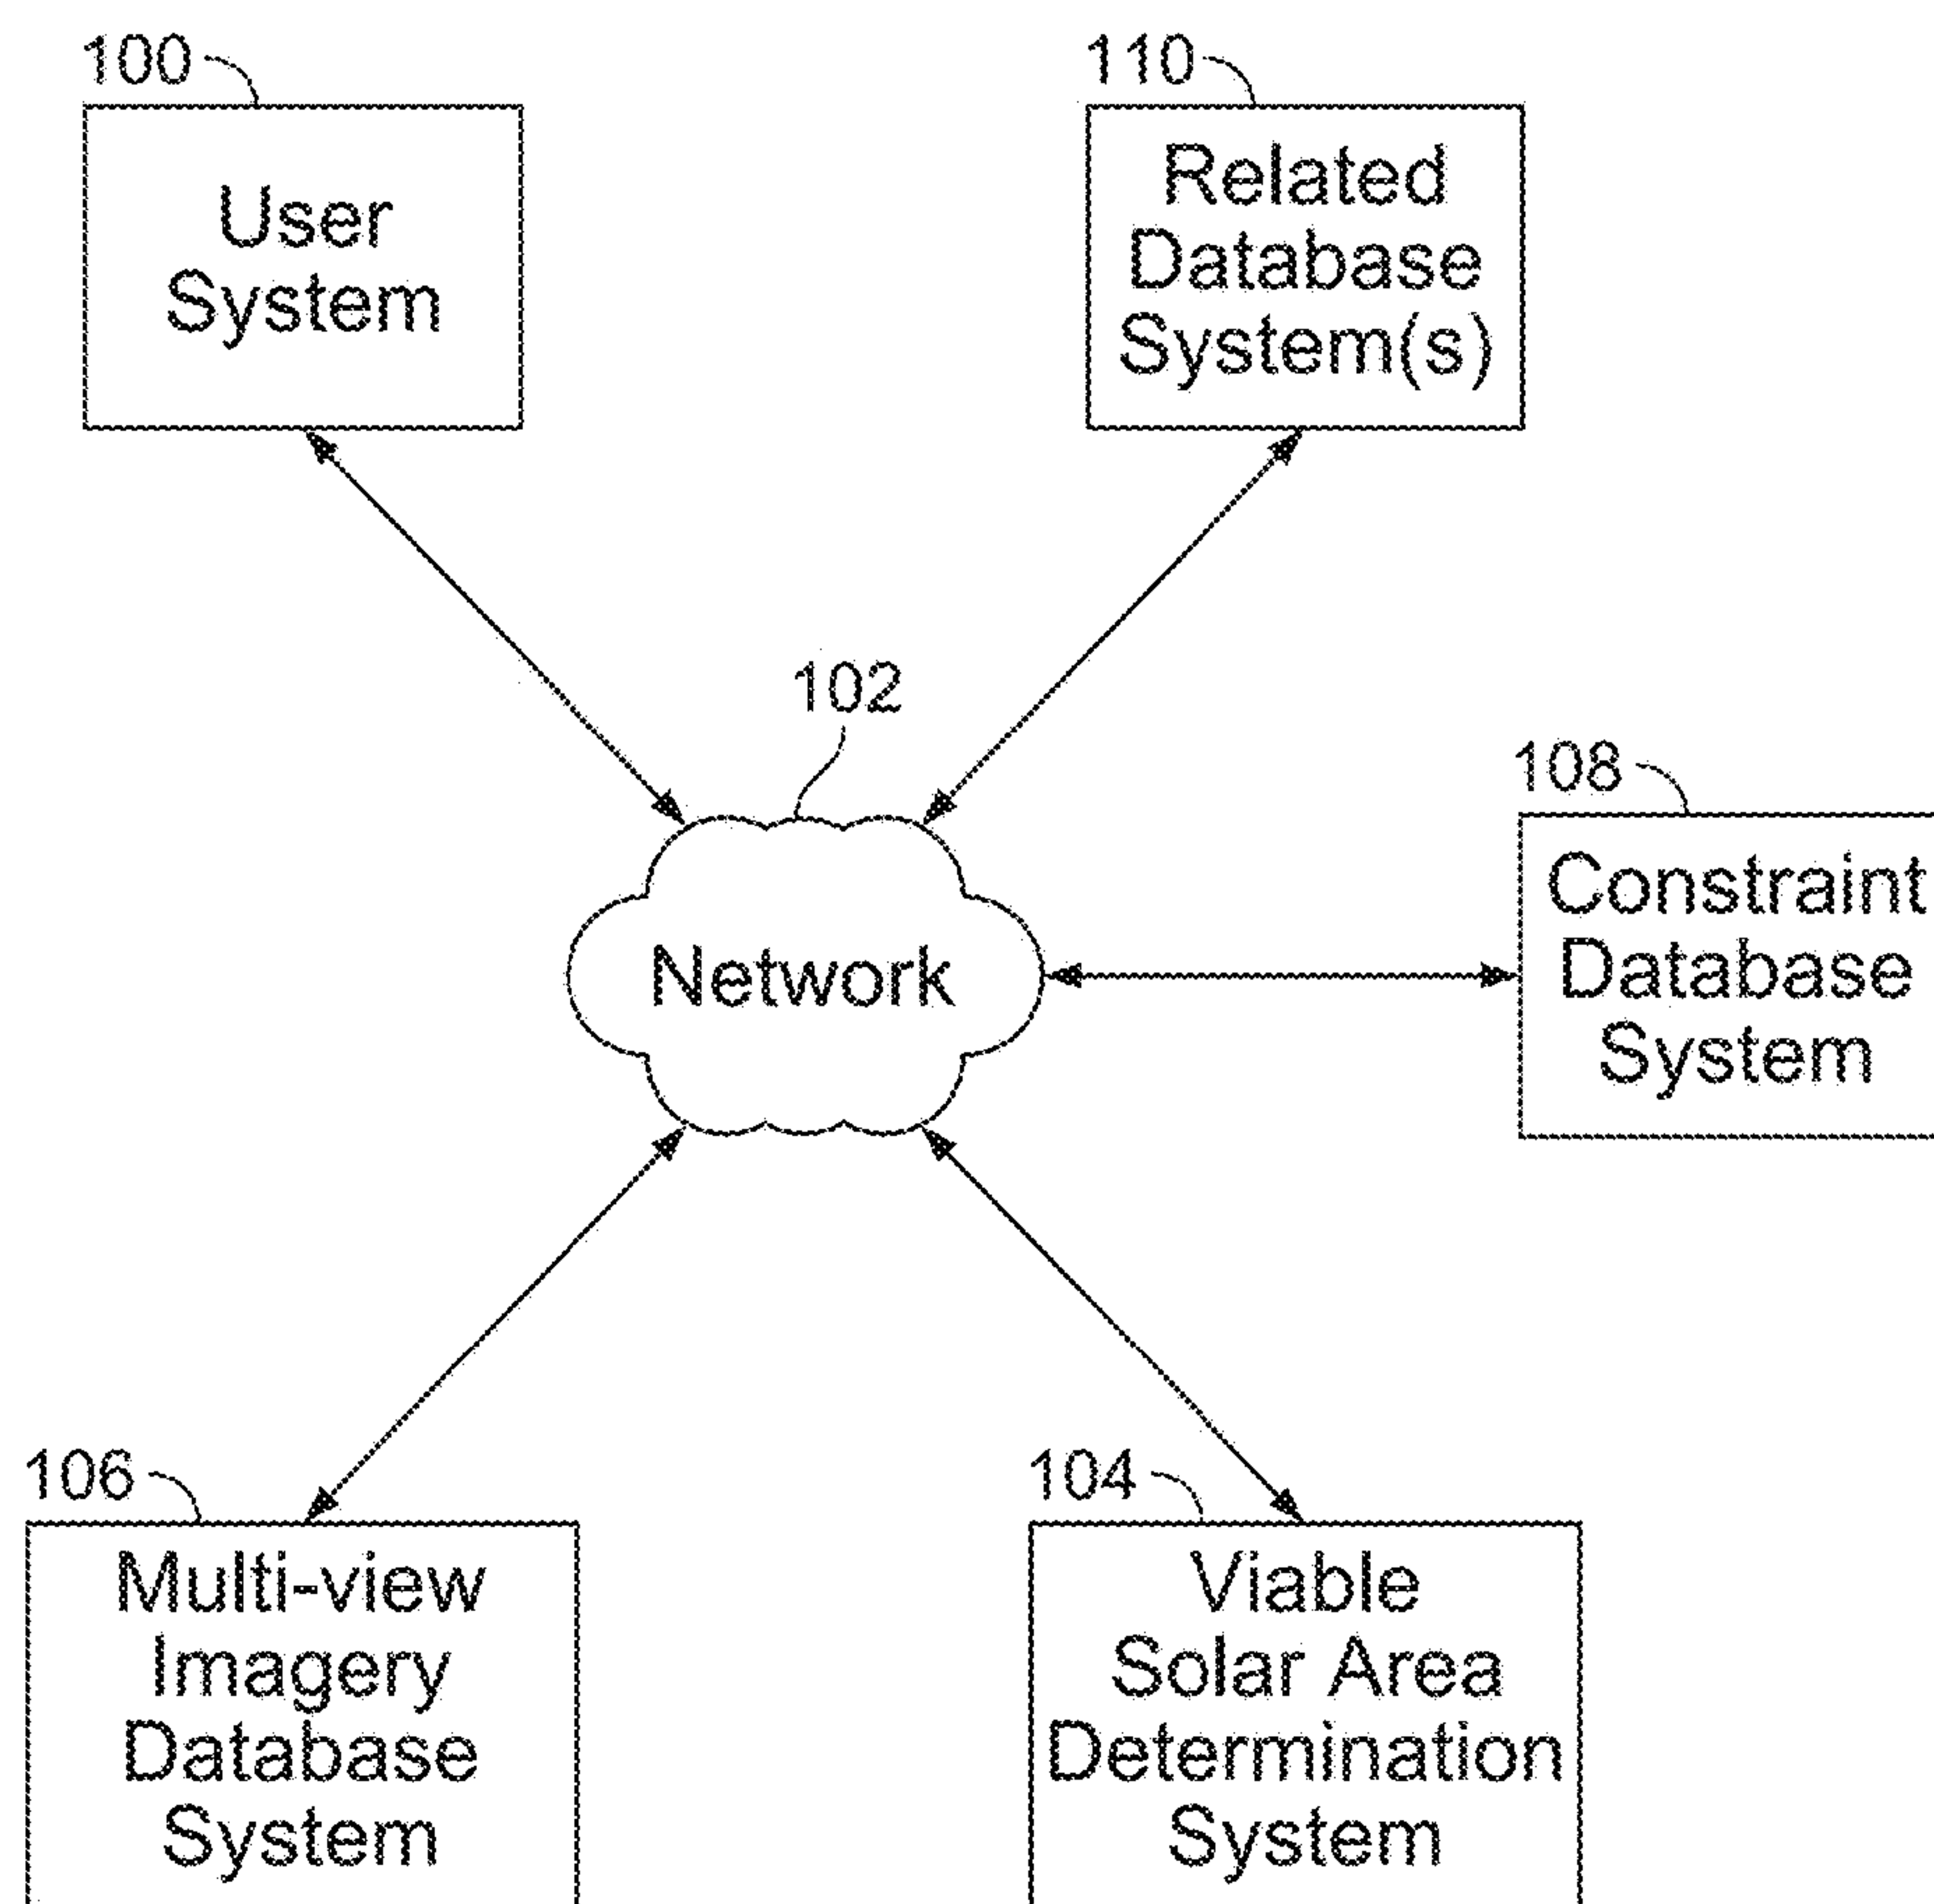 100
User
System
110
Related
Database
System(s)
102
Network
108
Constraint
Database
System
106
Multi-view
Imagery
Database
System
104
Viable
Solar Area
Determination
System